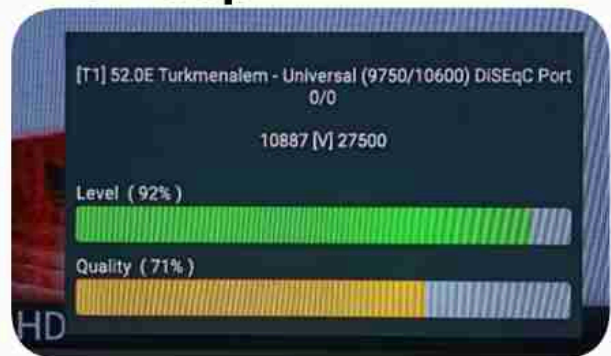 [T1] 52.0E Turkmenalem - Universal (9750/10600) DiSEqC Port
0/0
10887 [V] 27500
Level ( 92% )
Quality ( 71% )
HD